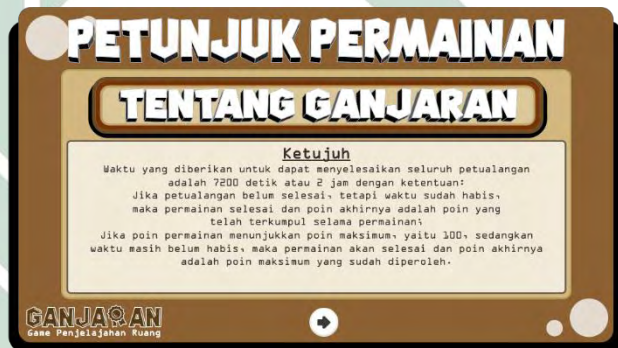 PETUNJUK PERMAINAN
TENTANG GANJARAN
Ketujuh
Waktu yang diberikan untuk dapat menyelesaikan seluruh petualangan
adalah 7200 detik atau 2 jam dengan ketentuan:
Jika petualangan belum selesai, tetapi waktu sudah habis,
maka permainan selesai dan poin akhirnya adalah poin yang
telah terkumpul selama permainan;
Jika poin permainan menunjukkan poin maksimum, yaitu 100, sedangkan
waktu masih belum habis, maka permainan akan selesai dan poin akhirnya
adalah poin maksimum yang sudah diperoleh.
GANJARAN
Game Penjelajahan Ruang